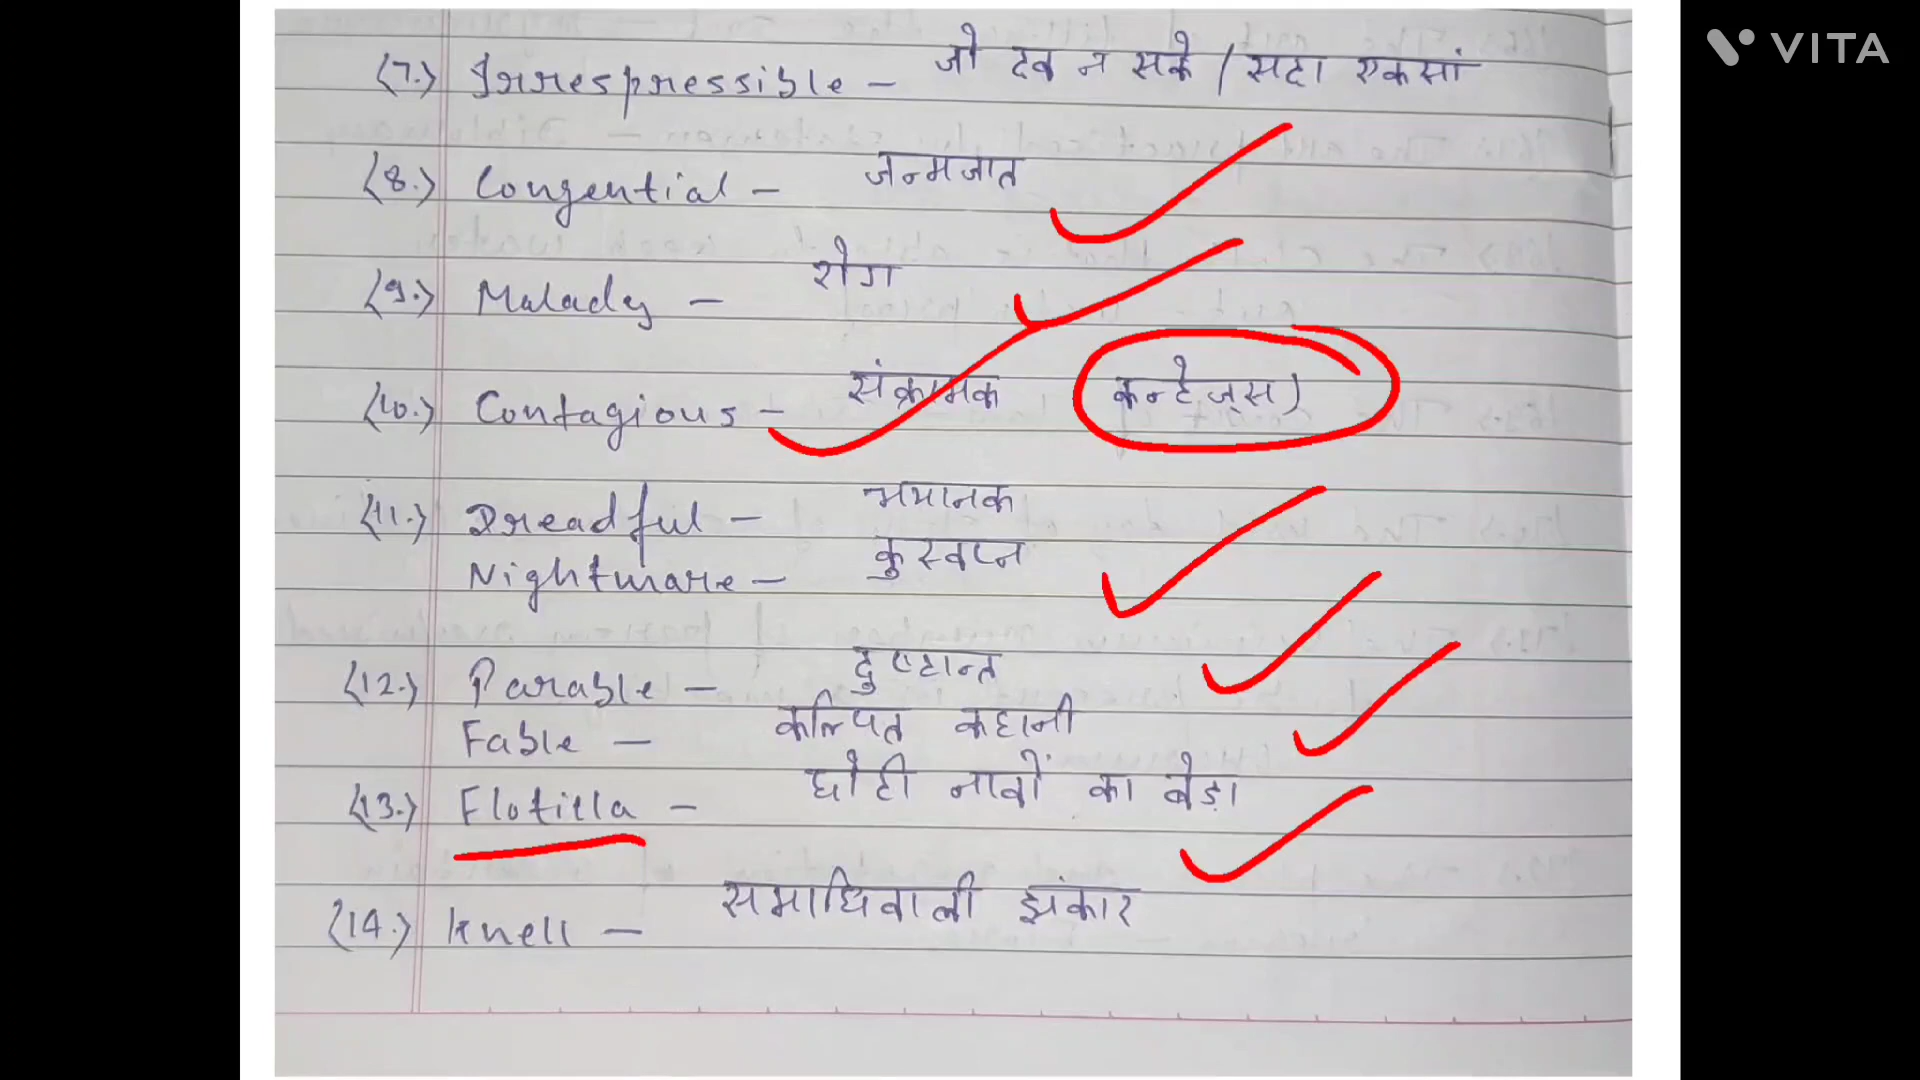 VITA
(7.) Irrespressible - जो दब न सके / सदा एकसां
(8.) Congential - जन्मजात
(9.) Malady - रोग
(10.) Contagious - संक्रामक कन्टेजस)
(11.) Dreadful - भयानक
Nightmare - कुस्वप्न
(12.) Parable - दृष्टान्त
Fable - कल्पित कहानी
(13.) Flotilla - छोटी नावों का बेड़ा
(14.) Knell - समाधिवाली झंकार